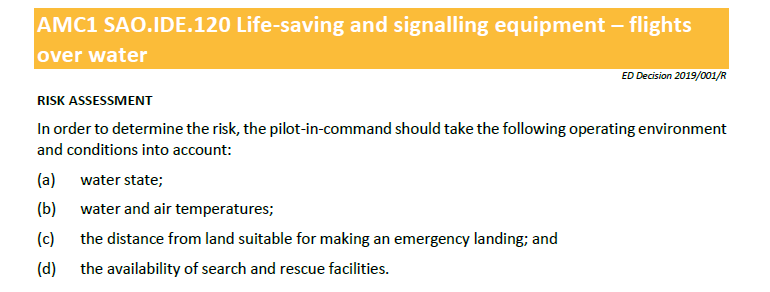 AMC1 SAO.IDE.120 Life-saving and signalling equipment – flights
over water
ED Decision 2019/001/R
RISK ASSESSMENT
In order to determine the risk, the pilot-in-command should take the following operating environment
and conditions into account:
(a) water state;
(b) water and air temperatures;
(c) the distance from land suitable for making an emergency landing; and
(d) the availability of search and rescue facilities.